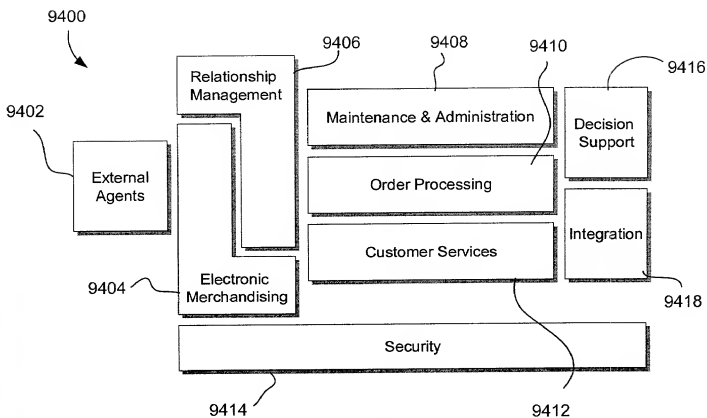 9400
9402
External
Agents
9404
Relationship
Management
9406
Electronic
Merchandising
9408
Maintenance & Administration
9410
Order Processing
Customer Services
9412
9416
Decision
Support
Integration
9418
Security
9414